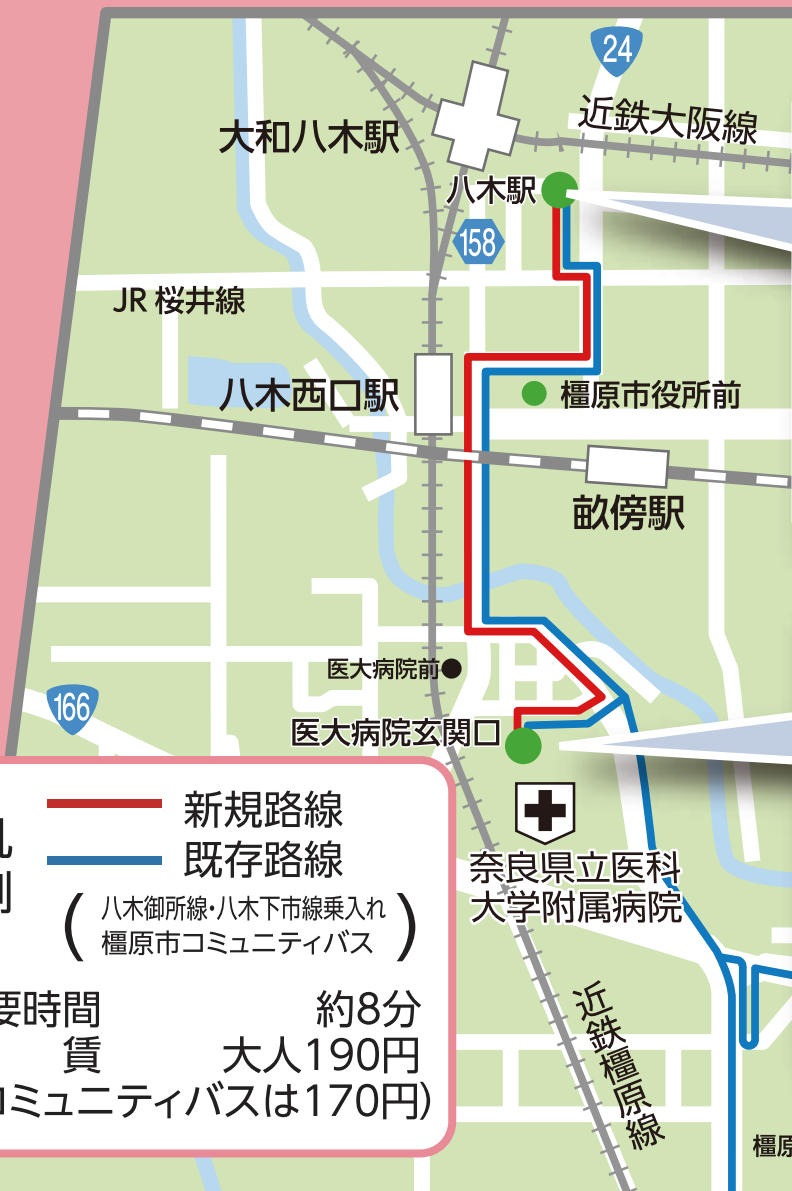 24
近鉄大阪線
大和八木駅
八木駅
158
JR 桜井線
八木西口駅
橿原市役所前
畝傍駅
医大病院前
166
医大病院玄関口
新規路線
既存路線
(八木御所線・八木下市線乗入れ
橿原市コミュニティバス)
奈良県立医科
大学附属病院
要時間 約8分
賃 大人190円
コミュニティバスは170円)
近鉄橿原線
橿原